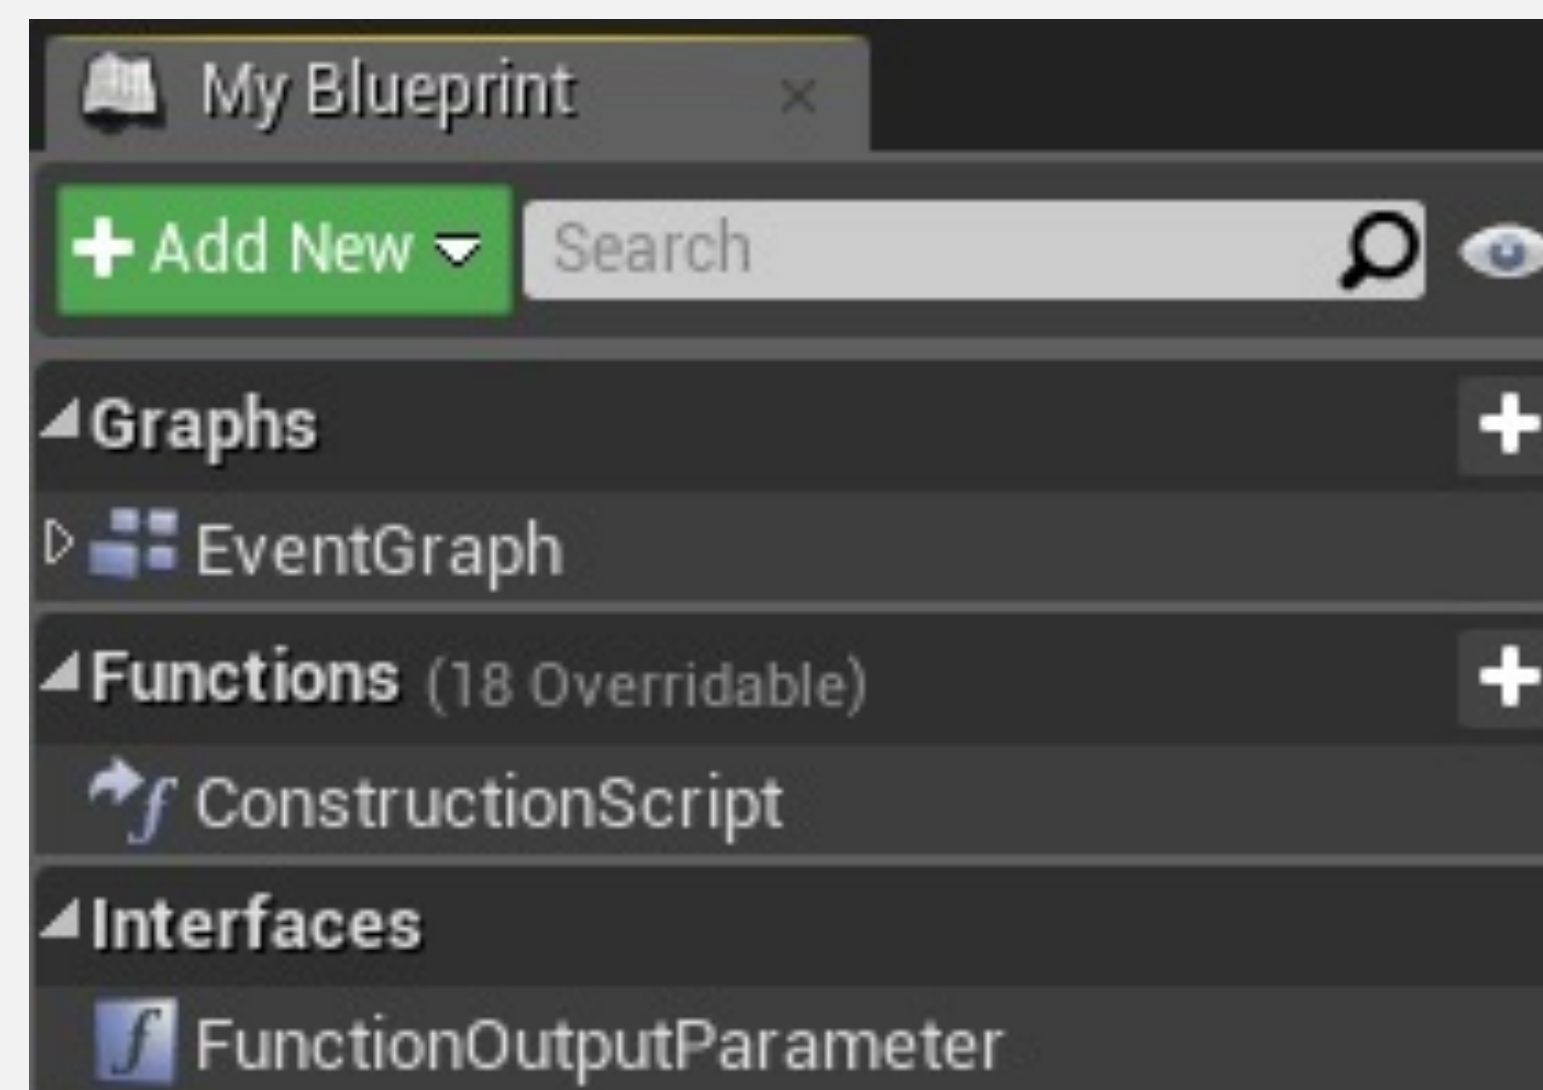 My Blueprint
Add New Search
Graphs
EventGraph
Functions (18 Overridable)
ConstructionScript
Interfaces
FunctionOutputParameter